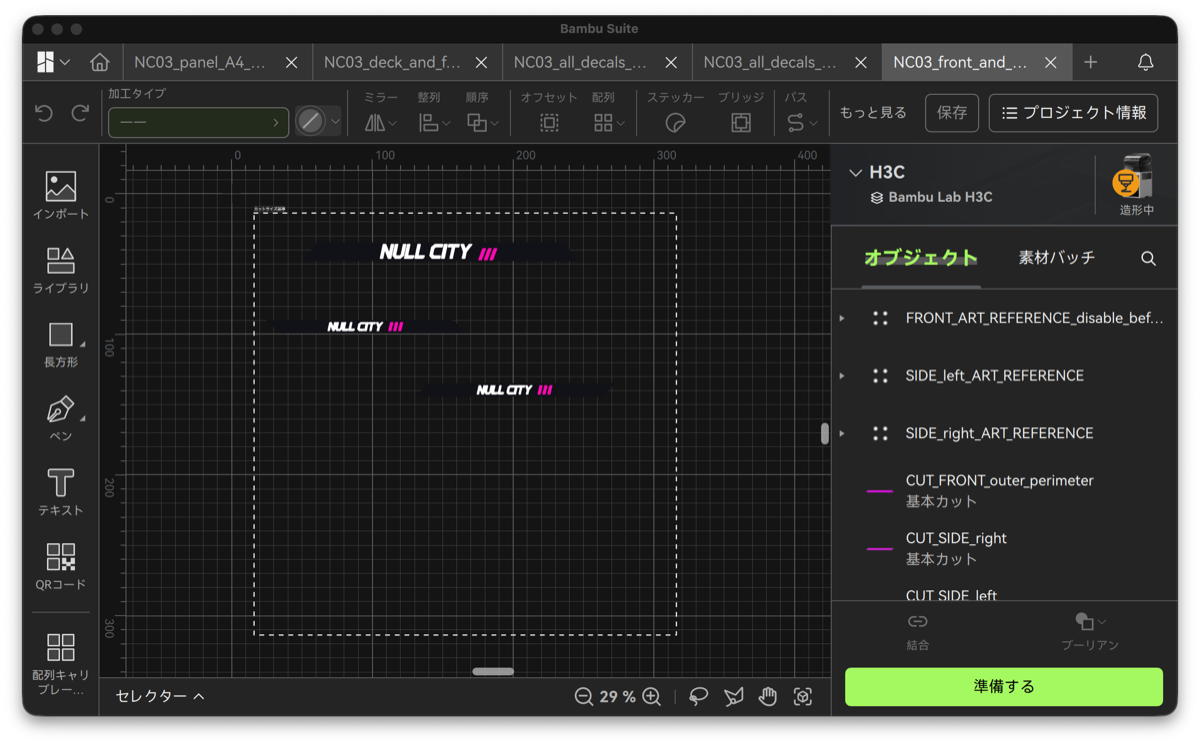 Bambu Suite
NC03_panel_A4_...
NC03_deck_and_f...
NC03_all_decals_...
NC03_all_decals_...
NC03_front_and_...
加工タイプ
——
ミラー
整列
順序
オフセット
配列
ステッカー
ブリッジ
パス
もっと見る
保存
プロジェクト情報
インポート
ライブラリ
長方形
ペン
テキスト
QRコード
配列キャリ
ブレー...
0
100
200
300
400
0
100
200
300
NULL CITY
NULL CITY
NULL CITY
H3C
Bambu Lab H3C
造形中
オブジェクト
素材バッチ
FRONT_ART_REFERENCE_disable_bef...
SIDE_left_ART_REFERENCE
SIDE_right_ART_REFERENCE
CUT_FRONT_outer_perimeter
基本カット
CUT_SIDE_right
基本カット
CUT_SIDE_left
結合
ブーリアン
準備する
セレクター
29 %